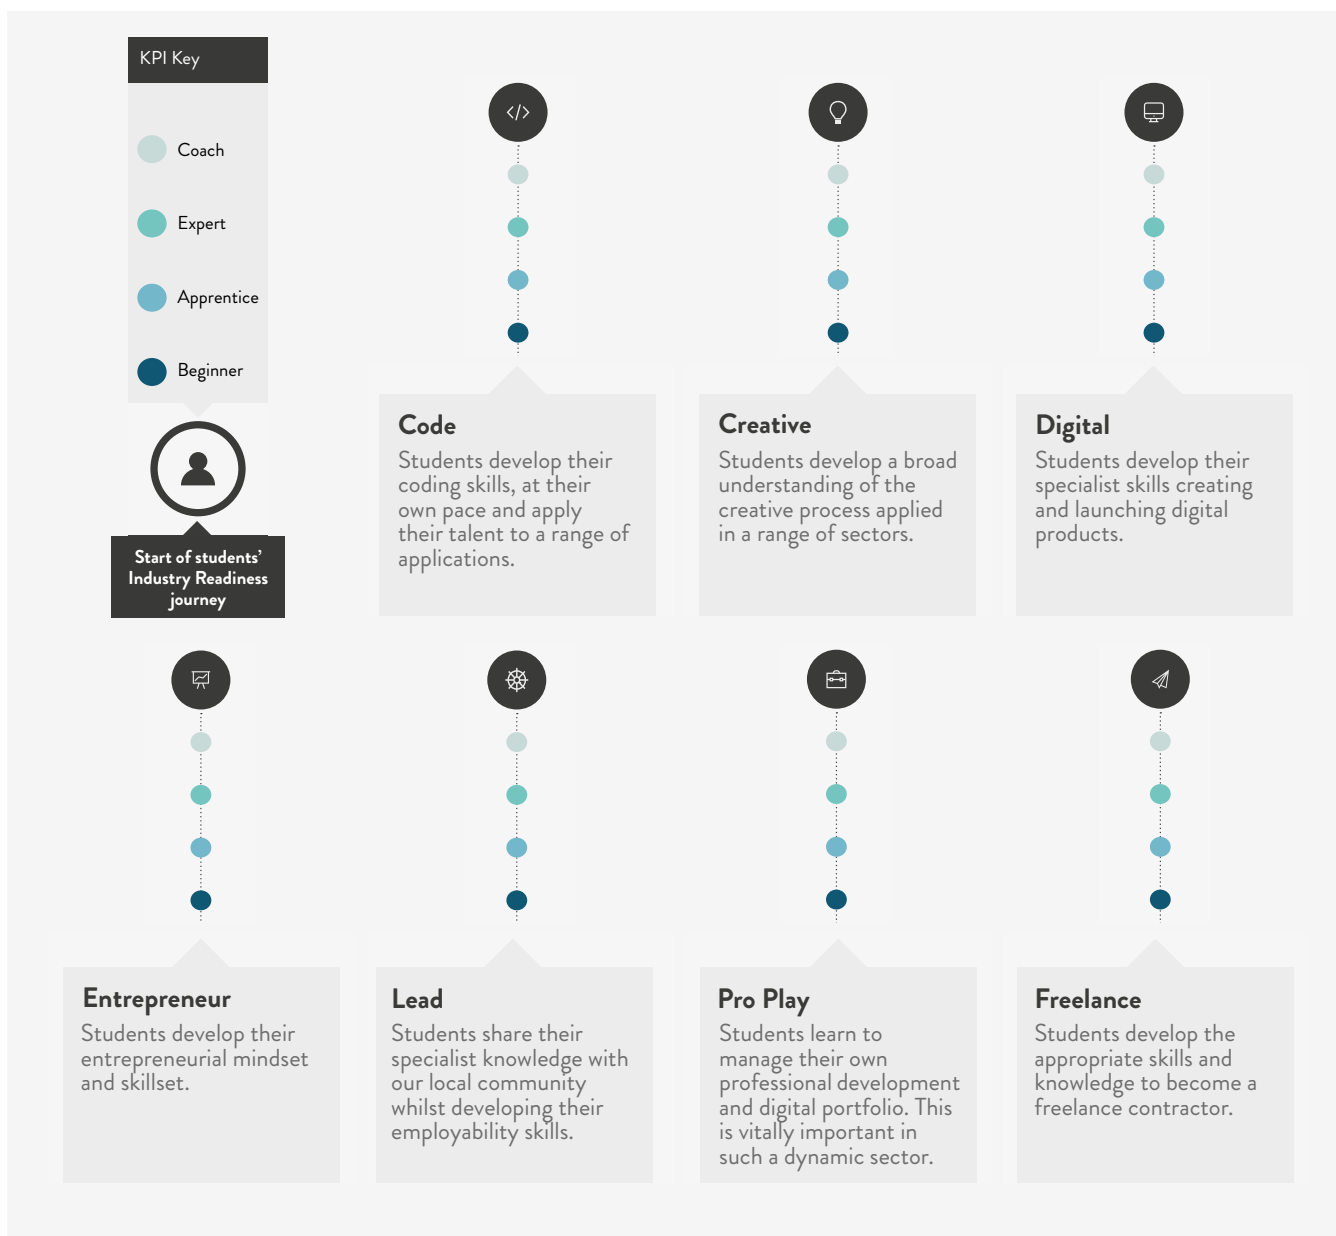 KPI Key
Coach
Expert
Apprentice
Beginner
Start of students’
Industry Readiness
journey
Code
Students develop their
coding skills, at their
own pace and apply
their talent to a range of
applications.
Creative
Students develop a broad
understanding of the
creative process applied
in a range of sectors.
Digital
Students develop their
specialist skills creating
and launching digital
products.
Entrepreneur
Students develop their
entrepreneurial mindset
and skillset.
Lead
Students share their
specialist knowledge with
our local community
whilst developing their
employability skills.
Pro Play
Students learn to
manage their own
professional development
and digital portfolio. This
is vitally important in
such a dynamic sector.
Freelance
Students develop the
appropriate skills and
knowledge to become a
freelance contractor.